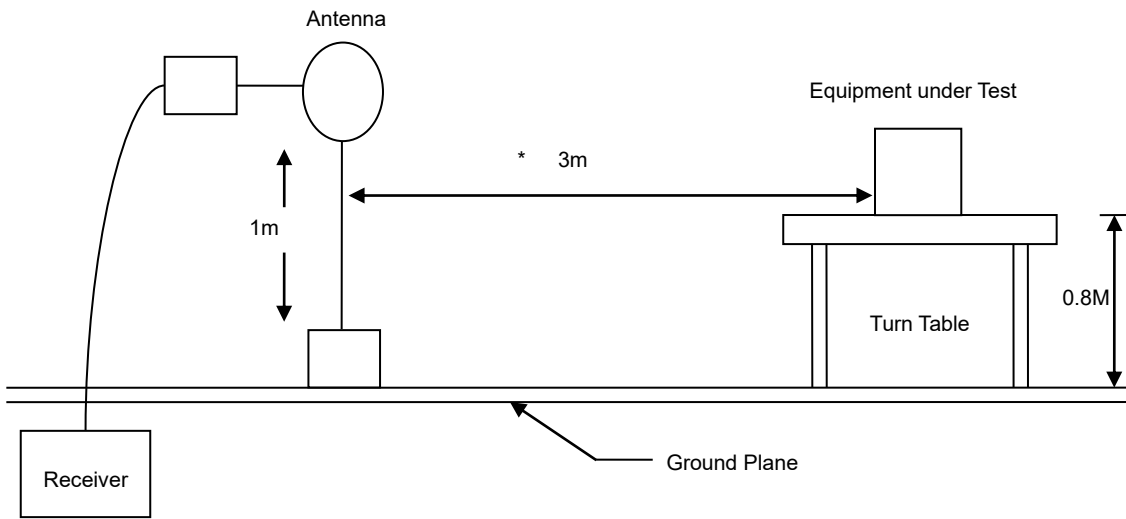 Antenna
Equipment under Test
* 3m
1m
0.8M
Turn Table
Ground Plane
Receiver